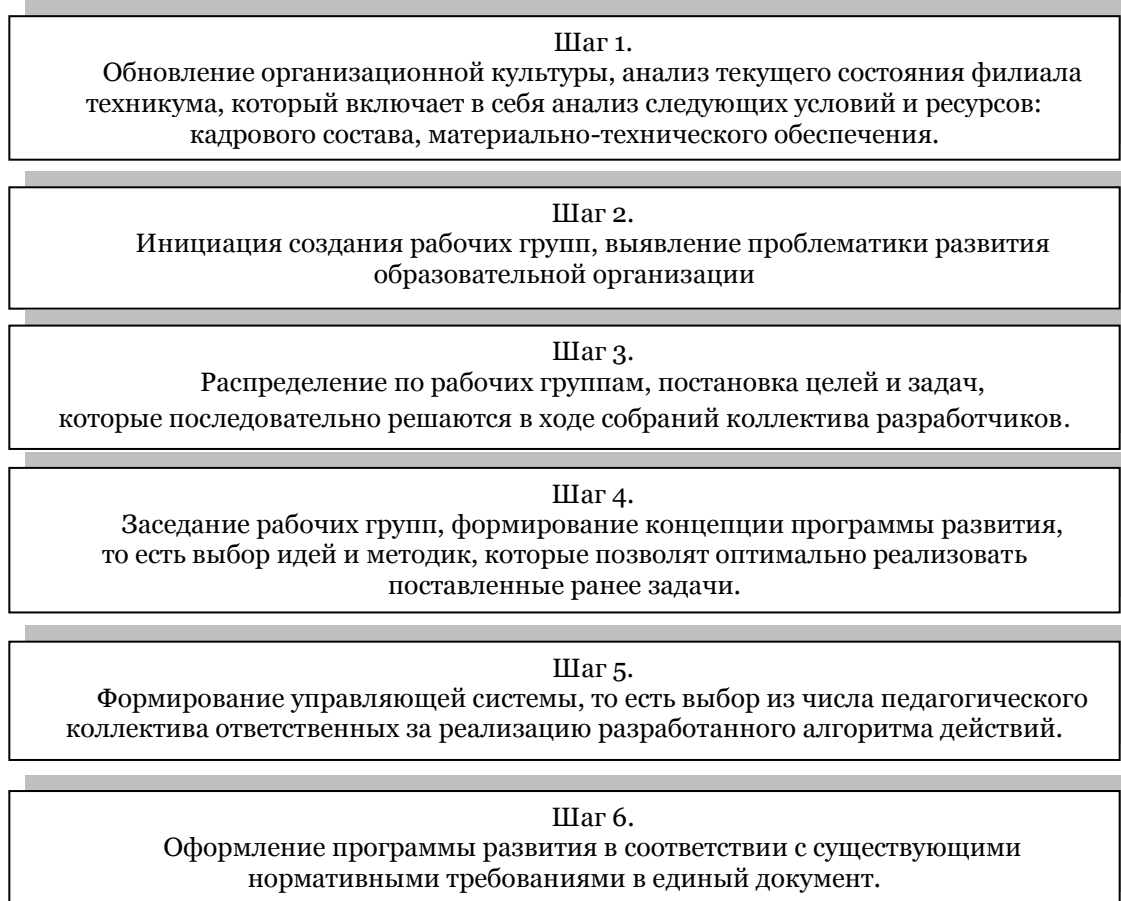 Шаг 1.
Обновление организационной культуры, анализ текущего состояния филиала
техникума, который включает в себя анализ следующих условий и ресурсов:
кадрового состава, материально-технического обеспечения.
Шаг 2.
Инициация создания рабочих групп, выявление проблематики развития
образовательной организации
Шаг 3.
Распределение по рабочих группам, постановка целей и задач,
которые последовательно решаются в ходе собраний коллектива разработчиков.
Шаг 4.
Заседание рабочих групп, формирование концепции программы развития,
то есть выбор идей и методик, которые позволят оптимально реализовать
поставленные ранее задачи.
Шаг 5.
Формирование управляющей системы, то есть выбор из числа педагогического
коллектива ответственных за реализацию разработанного алгоритма действий.
Шаг 6.
Оформление программы развития в соответствии с существующими
нормативными требованиями в единый документ.